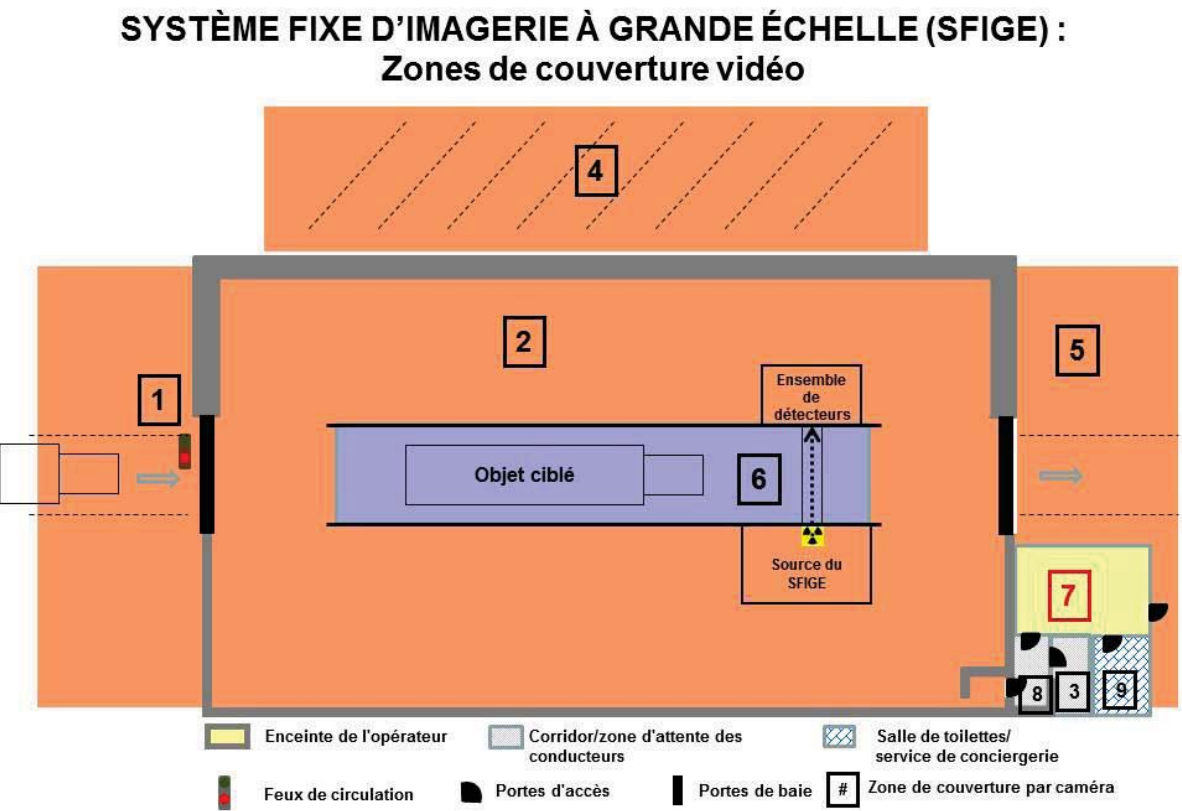 SYSTÈME FIXE D’IMAGERIE À GRANDE ÉCHELLE (SFIGE) :
Zones de couverture vidéo
4
2
5
1
Ensemble
de
détecteurs
Objet ciblé
6
Source du
SFIGE
7
8
3
9
Enceinte de l'opérateur
Corridor/zone d'attente des
conducteurs
Salle de toilettes/
service de conciergerie
Feux de circulation
Portes d'accès
Portes de baie
#
Zone de couverture par caméra